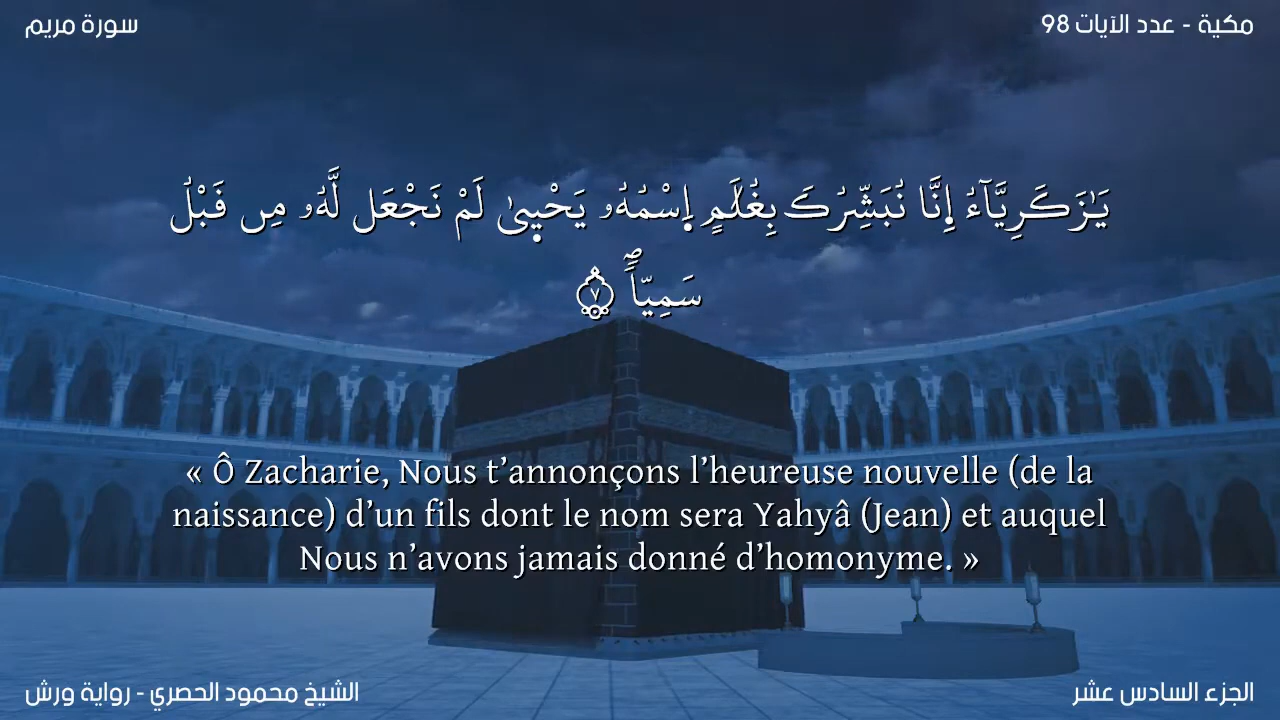 مكية - عدد الآيات 98
سورة مريم
يَٰزَكَرِيَّآءُ ا۪نَّا نُبَشِّرُكَ بِغُلَٰمٍ اِ۪سْمُهُۥ يَحْي۪ىٰ لَمْ نَجْعَل لَّهُۥ مِن قَبْلُ
سَمِيّاٗۖ ٧
« Ô Zacharie, Nous t’annonçons l’heureuse nouvelle (de la
naissance) d’un fils dont le nom sera Yahyâ (Jean) et auquel
Nous n’avons jamais donné d’homonyme. »
الجزء السادس عشر
الشيخ محمود الحصري - رواية ورش